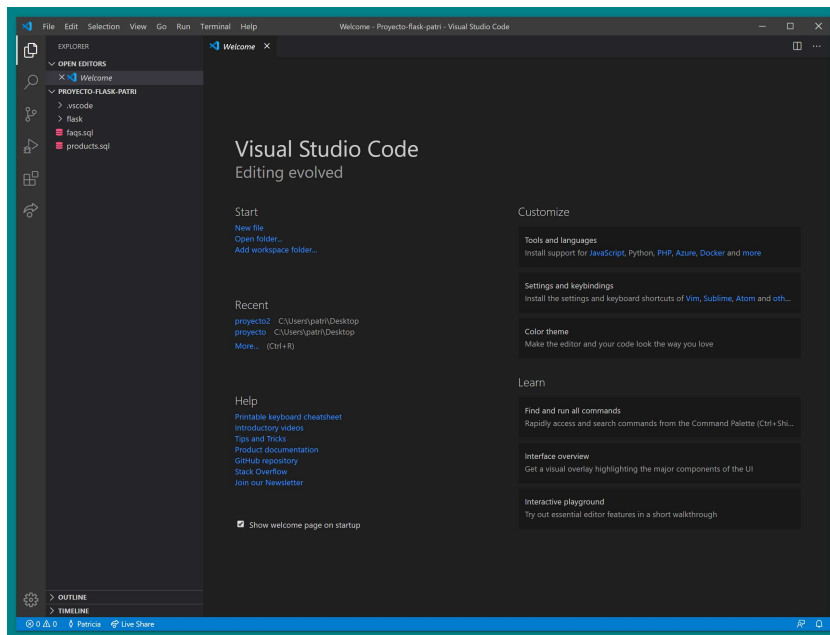 File Edit Selection View Go Run Terminal Help Welcome - Proyecto-flask-patri - Visual Studio Code
EXPLORER
Welcome
OPEN EDITORS
Welcome
PROYECTO-FLASK-PATRI
.vscode
flask
faqs.sql
products.sql
Visual Studio Code
Editing evolved
Start
New file
Open folder...
Add workspace folder...
Recent
proyecto2 C:\Users\patri\Desktop
proyecto C:\Users\patri\Desktop
More... (Ctrl+R)
Help
Printable keyboard cheatsheet
Introductory videos
Tips and Tricks
Product documentation
GitHub repository
Stack Overflow
Join our Newsletter
Show welcome page on startup
Customize
Tools and languages
Install support for JavaScript, Python, PHP, Azure, Docker and more
Settings and keybindings
Install the settings and keyboard shortcuts of Vim, Sublime, Atom and oth...
Color theme
Make the editor and your code look the way you love
Learn
Find and run all commands
Rapidly access and search commands from the Command Palette (Ctrl+Shi...
Interface overview
Get a visual overlay highlighting the major components of the UI
Interactive playground
Try out essential editor features in a short walkthrough
OUTLINE
TIMELINE
0 0 Patricia Live Share